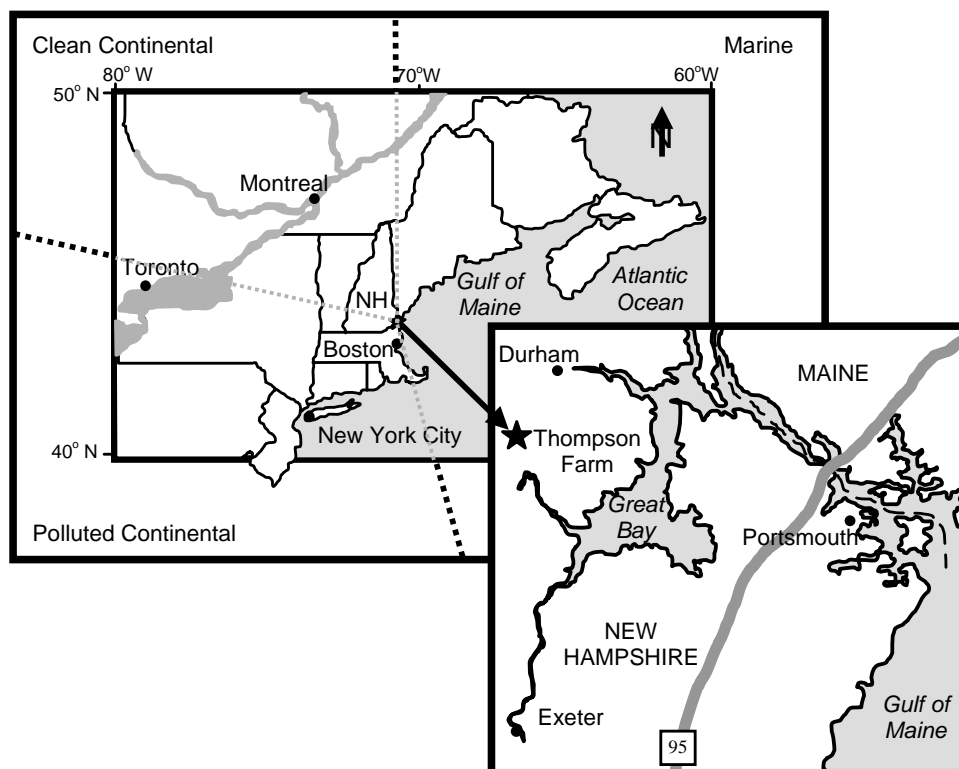 Clean Continental
Marine
80° W
70° W
60° W
50° N
N
Montreal
Toronto
Gulf of
Maine
Atlantic
Ocean
NH
Boston
New York City
40° N
Polluted Continental
Durham
MAINE
Thompson
Farm
Great
Bay
Portsmouth
NEW
HAMPSHIRE
Exeter
Gulf of
Maine
95